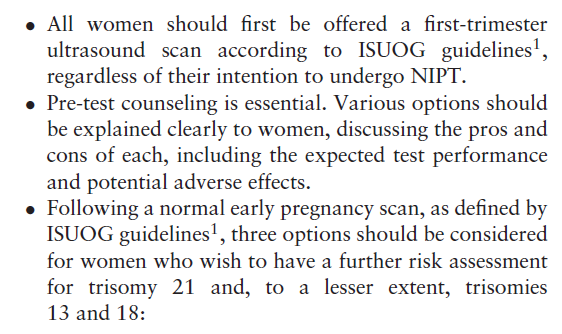 • All women should first be offered a first-trimester
ultrasound scan according to ISUOG guidelines¹,
regardless of their intention to undergo NIPT.
• Pre-test counseling is essential. Various options should
be explained clearly to women, discussing the pros and
cons of each, including the expected test performance
and potential adverse effects.
• Following a normal early pregnancy scan, as defined by
ISUOG guidelines¹, three options should be considered
for women who wish to have a further risk assessment
for trisomy 21 and, to a lesser extent, trisomies
13 and 18: